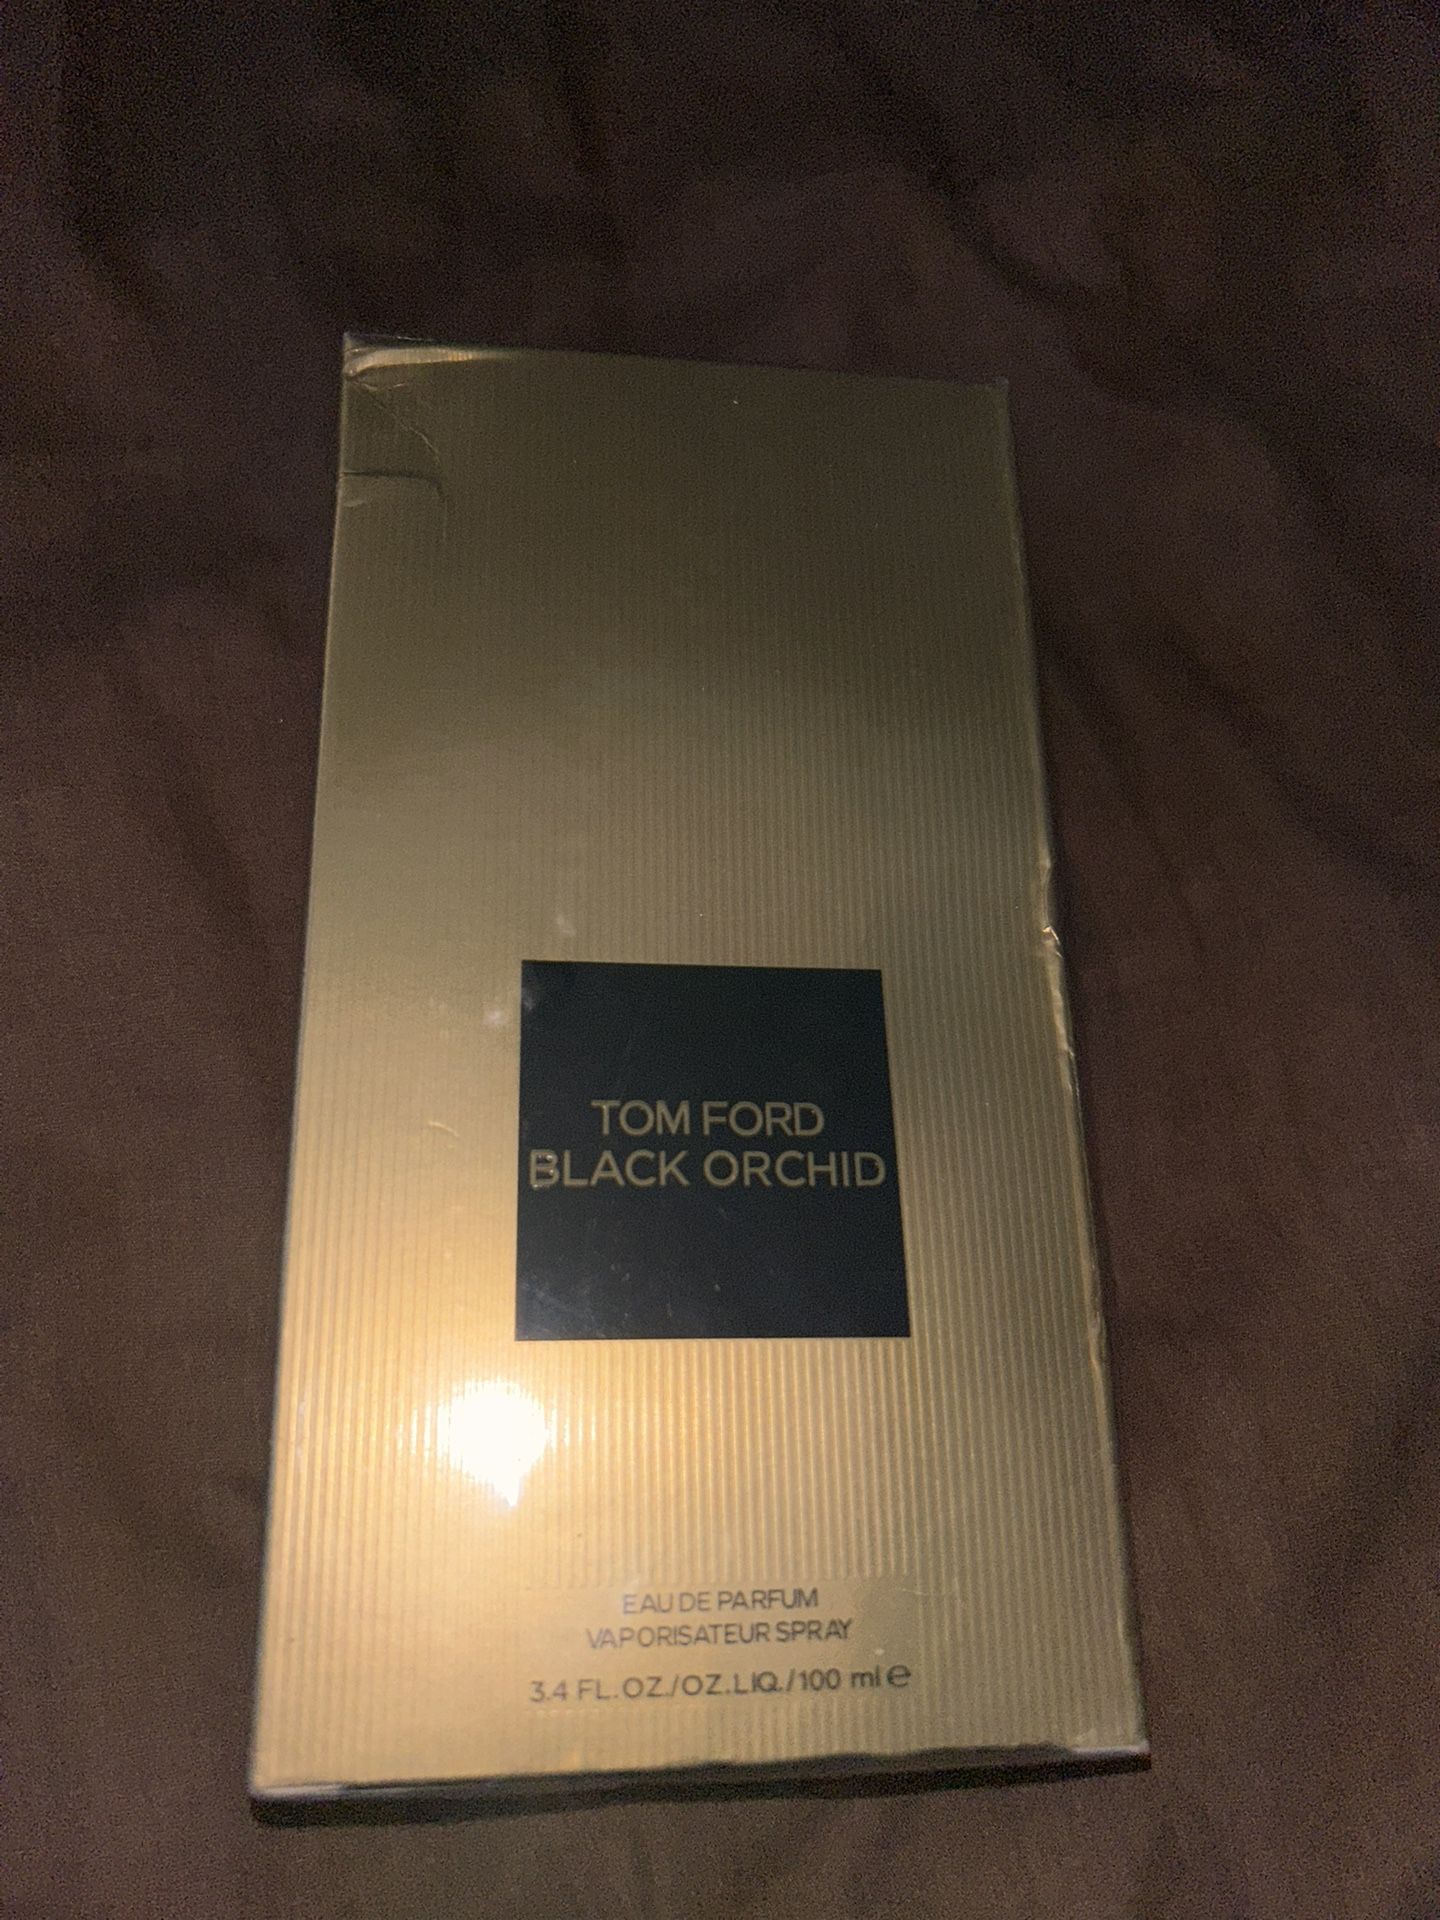 TOM FORD
BLACK ORCHID
EAU DE PARFUM
VAPORISATEUR SPRAY
3.4 FL.OZ./OZ.LIQ./100 ml ℮